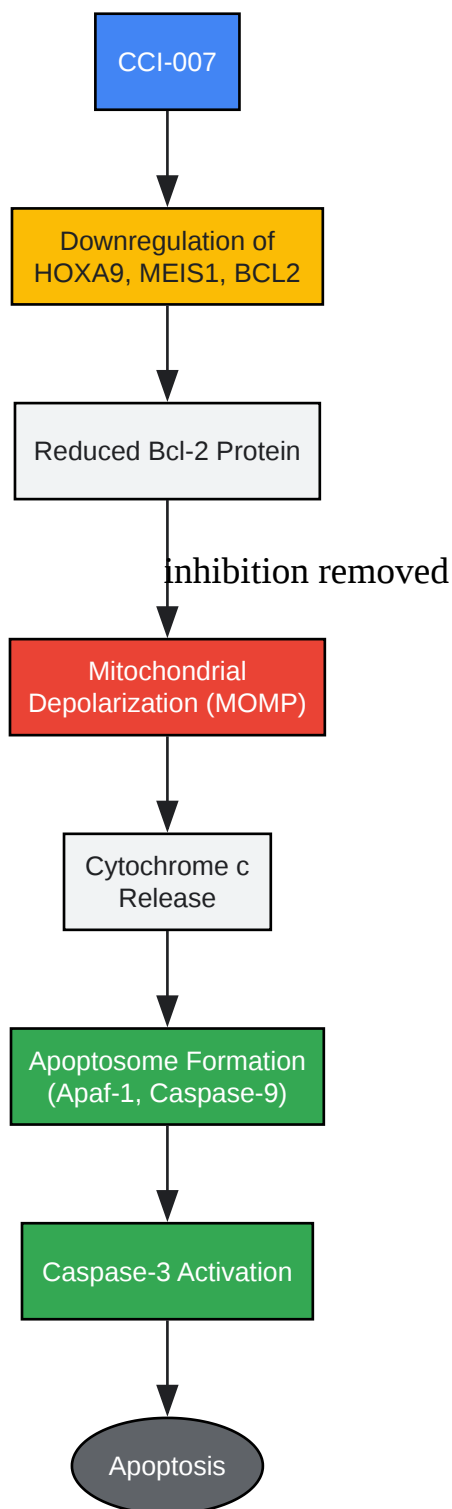 CCI-007
Downregulation of
HOXA9, MEIS1, BCL2
Reduced Bcl-2 Protein
inhibition removed
Mitochondrial
Depolarization (MOMP)
Cytochrome c
Release
Apoptosome Formation
(Apaf-1, Caspase-9)
Caspase-3 Activation
Apoptosis